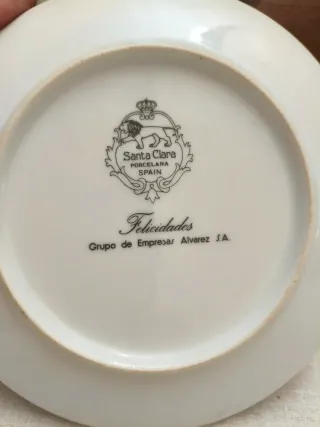 Santa Clara
PORCELANA
SPAIN
Felicidades
Grupo de Empresas Alvarez S.A.